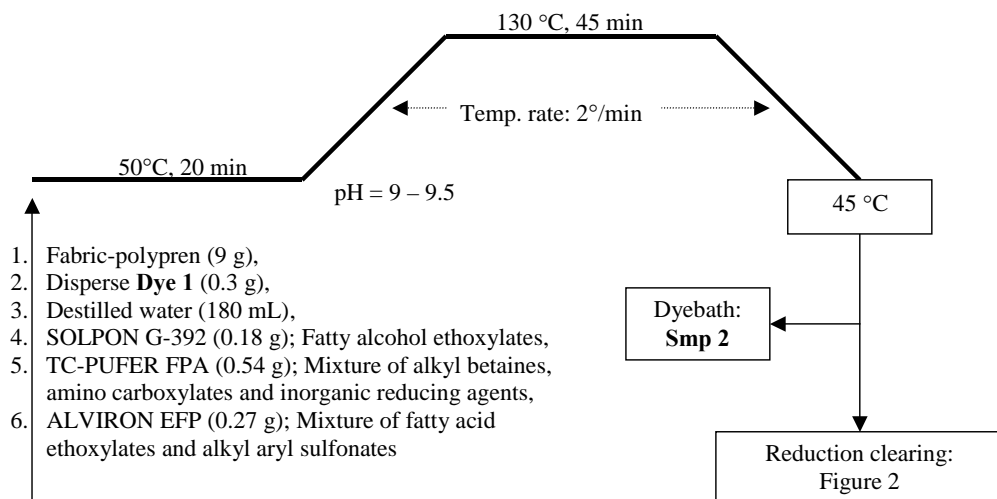 130 °C, 45 min
Temp. rate: 2°/min
50°C, 20 min
pH = 9 – 9.5
45 °C
1. Fabric-polypren (9 g),
2. Disperse Dye 1 (0.3 g),
3. Destilled water (180 mL),
4. SOLPON G-392 (0.18 g); Fatty alcohol ethoxylates,
5. TC-PUFER FPA (0.54 g); Mixture of alkyl betaines,
amino carboxylates and inorganic reducing agents,
6. ALVIRON EFP (0.27 g); Mixture of fatty acid
ethoxylates and alkyl aryl sulfonates
Dyebath:
Smp 2
Reduction clearing:
Figure 2